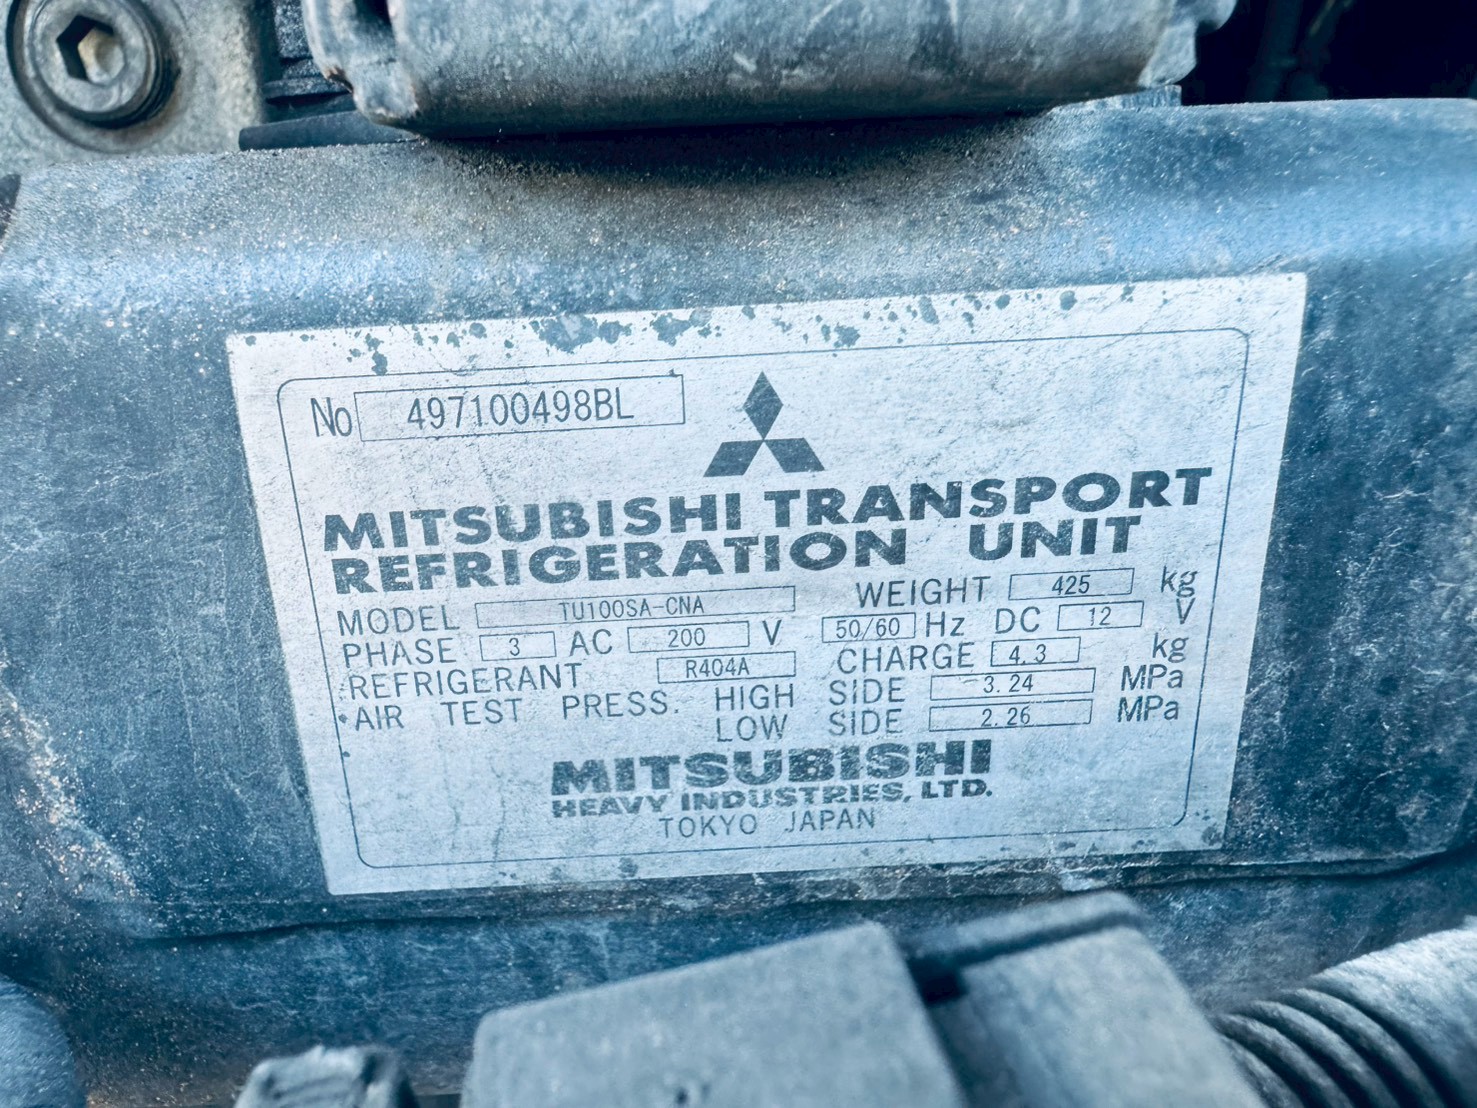 No 497100498BL
MITSUBISHI TRANSPORT
REFRIGERATION UNIT
MODEL TU100SA-CNA WEIGHT 425 kg
PHASE 3 AC 200 V 50/60 Hz DC 12 V
REFRIGERANT R404A CHARGE 4.3 kg
AIR TEST PRESS. HIGH SIDE 3.24 MPa
LOW SIDE 2.26 MPa
MITSUBISHI
HEAVY INDUSTRIES, LTD.
TOKYO JAPAN